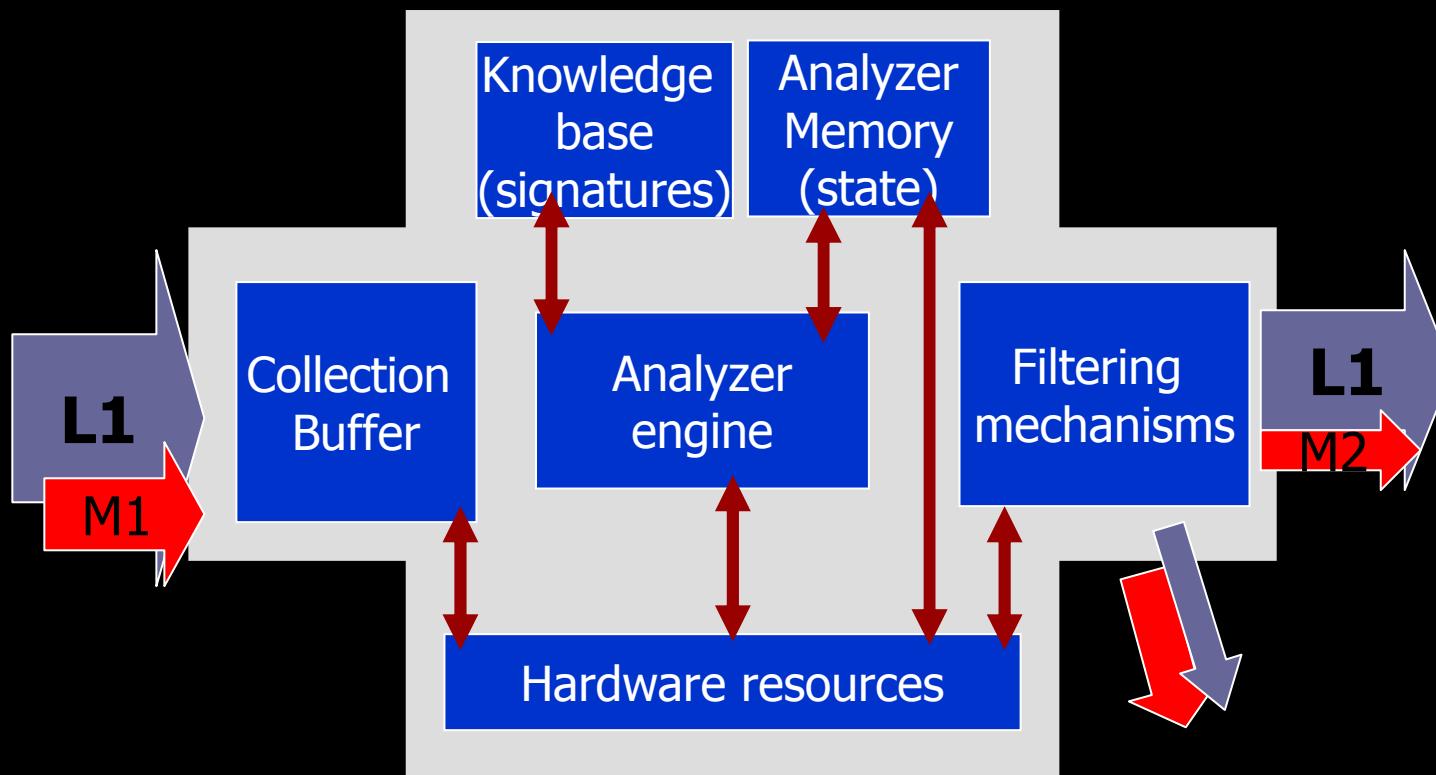 Knowledge
base
(signatures)
Analyzer
Memory
(state)
L1
M1
Collection
Buffer
Analyzer
engine
Filtering
mechanisms
L1
M2
Hardware resources